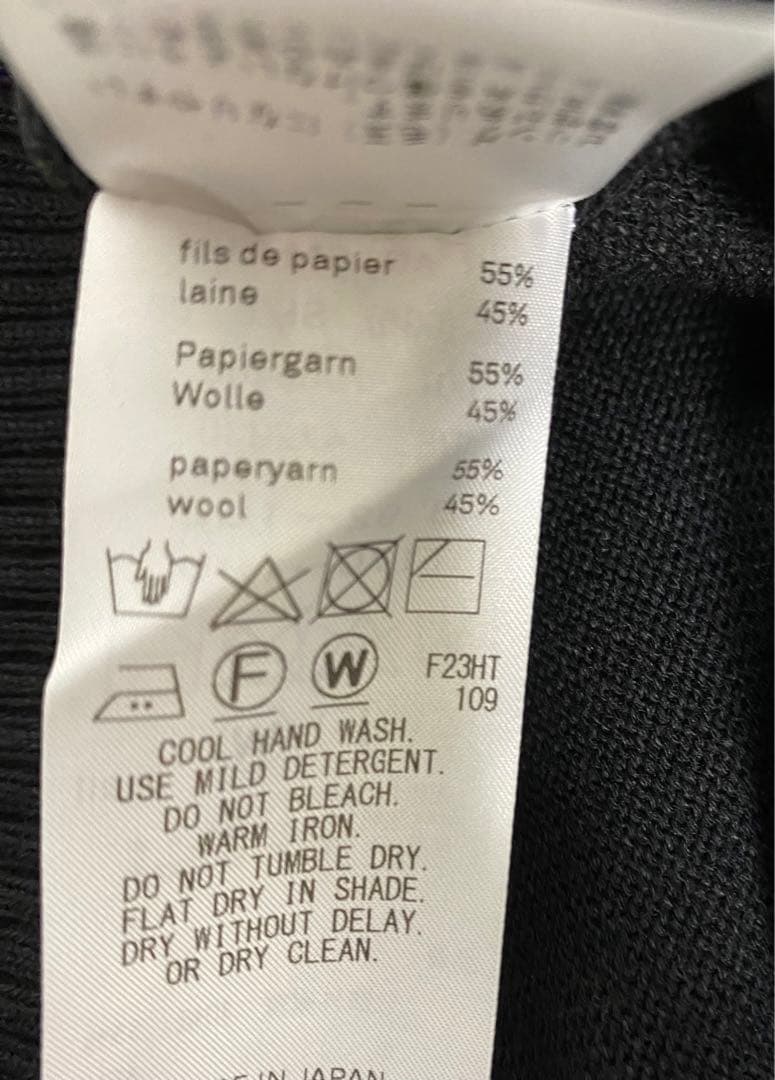 fils de papier 55%
laine 45%
Papiergarn 55%
Wolle 45%
paperyarn 55%
wool 45%
F W F23HT
109
COOL HAND WASH.
USE MILD DETERGENT.
DO NOT BLEACH.
WARM IRON.
DO NOT TUMBLE DRY.
FLAT DRY IN SHADE.
DRY WITHOUT DELAY.
OR DRY CLEAN.
IN JAPAN